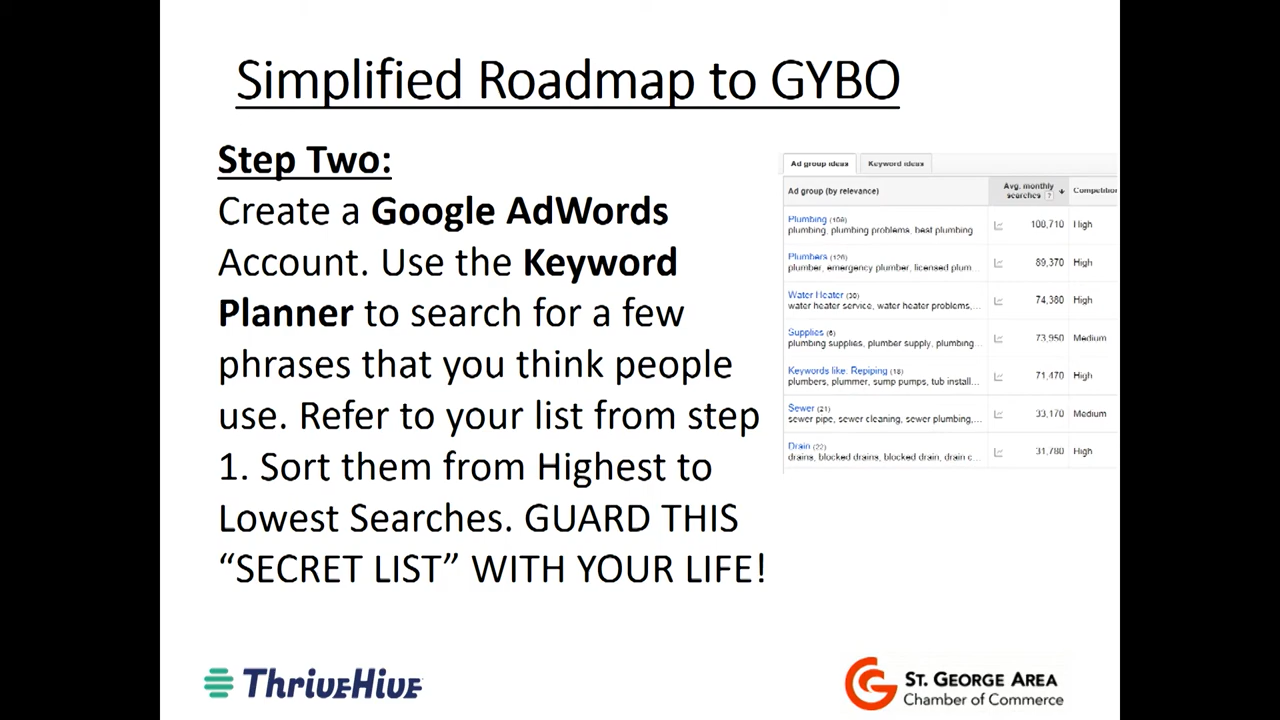 Simplified Roadmap to GYBO
Step Two:
Create a Google AdWords
Account. Use the Keyword
Planner to search for a few
phrases that you think people
use. Refer to your list from step
1. Sort them from Highest to
Lowest Searches. GUARD THIS
“SECRET LIST” WITH YOUR LIFE!
Ad group ideas Keyword ideas
Ad group (by relevance) Avg. monthly searches ? Competition
Plumbing (109)
plumbing, plumbing problems, best plumbing 100,710 High
Plumbers (126)
plumber, emergency plumber, licensed plum... 89,370 High
Water Heater (30)
water heater service, water heater problems,... 74,380 High
Supplies (6)
plumbing supplies, plumber supply, plumbing... 73,950 Medium
Keywords like: Repiping (18)
plumbers, plummer, sump pumps, tub install... 71,470 High
Sewer (21)
sewer pipe, sewer cleaning, sewer plumbing,... 33,170 Medium
Drain (22)
drains, blocked drains, blocked drain, drain c... 31,780 High
ThriveHive
ST. GEORGE AREA
Chamber of Commerce